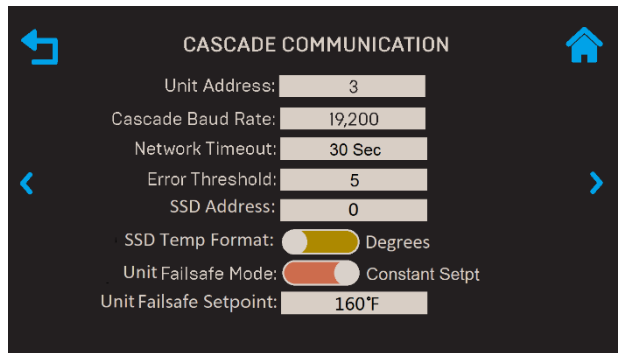 CASCADE COMMUNICATION
Unit Address: 3
Cascade Baud Rate: 19,200
Network Timeout: 30 Sec
Error Threshold: 5
SSD Address: 0
SSD Temp Format: Degrees
Unit Failsafe Mode: Constant Setpt
Unit Failsafe Setpoint: 160°F